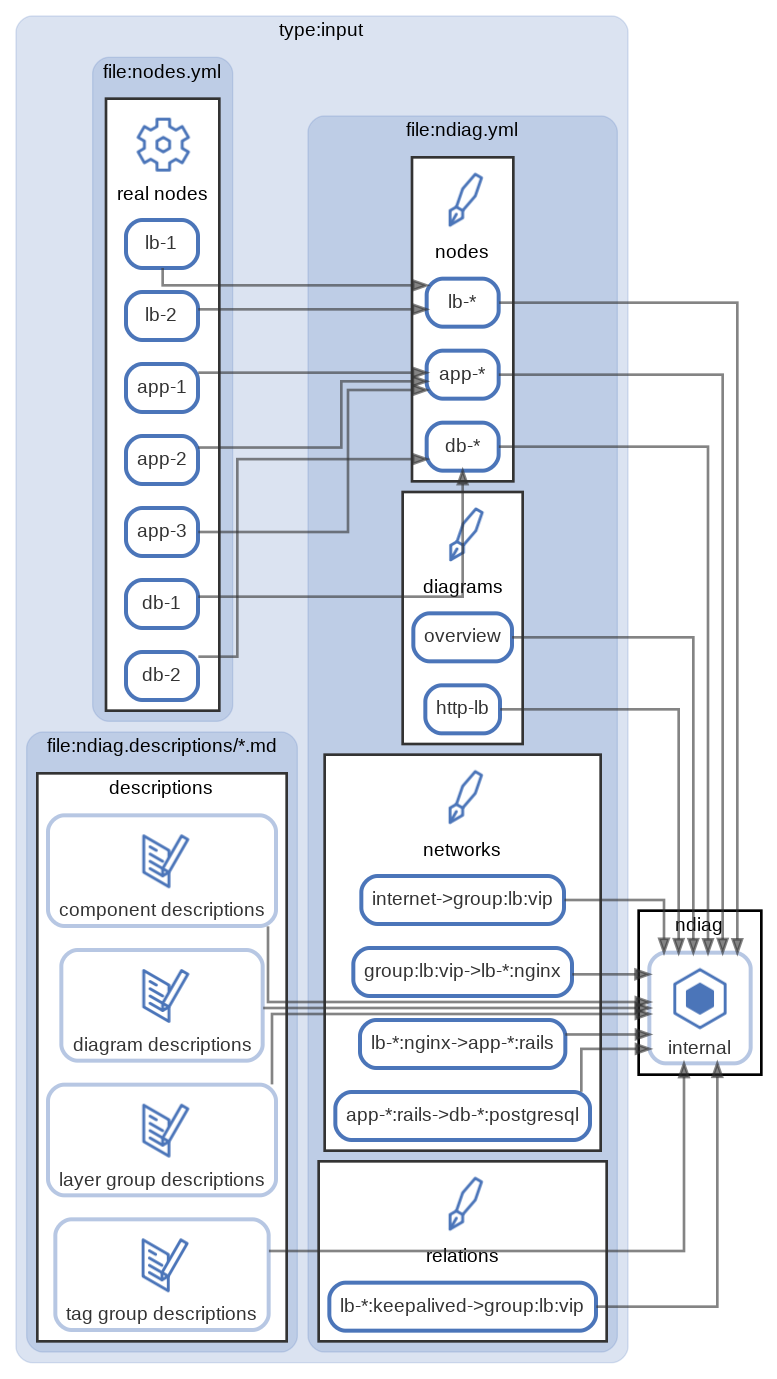 type:input
file:nodes.yml
real nodes
lb-1
lb-2
app-1
app-2
app-3
db-1
db-2
file:ndiag.descriptions/*.md
descriptions
component descriptions
diagram descriptions
layer group descriptions
tag group descriptions
file:ndiag.yml
nodes
lb-*
app-*
db-*
diagrams
overview
http-lb
networks
internet->group:lb:vip
group:lb:vip->lb-*:nginx
lb-*:nginx->app-*:rails
app-*:rails->db-*:postgresql
relations
lb-*:keepalived->group:lb:vip
ndiag
internal